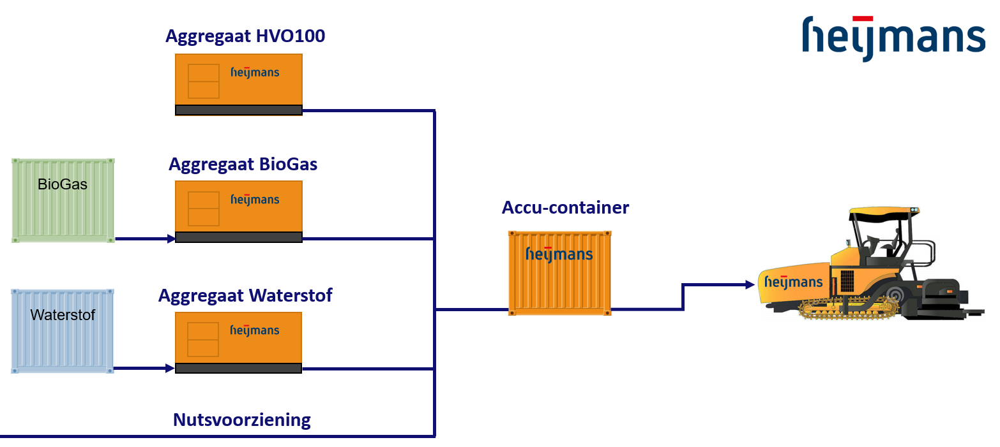 Aggregaat HVO100
heijmans
heijmans
BioGas
Aggregaat BioGas
heijmans
Accu-container
heijmans
heijmans
Waterstof
Aggregaat Waterstof
heijmans
Nutsvoorziening